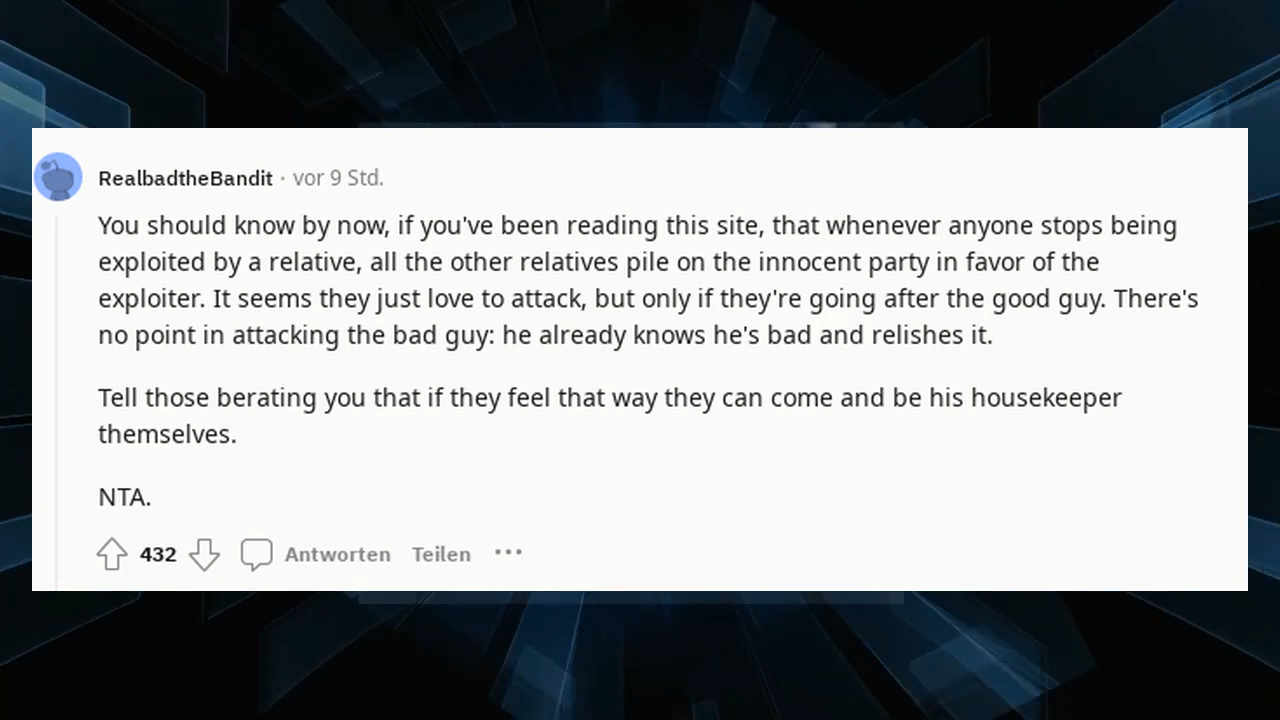 RealbadtheBandit · vor 9 Std.
You should know by now, if you've been reading this site, that whenever anyone stops being
exploited by a relative, all the other relatives pile on the innocent party in favor of the
exploiter. It seems they just love to attack, but only if they're going after the good guy. There's
no point in attacking the bad guy: he already knows he's bad and relishes it.
Tell those berating you that if they feel that way they can come and be his housekeeper
themselves.
NTA.
432 Antworten Teilen